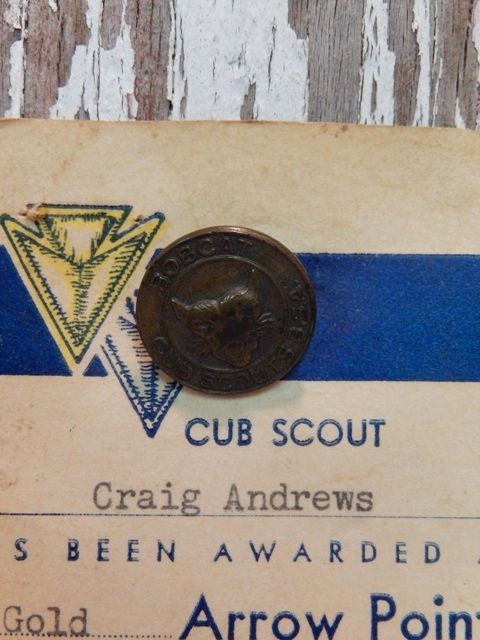 BOBCAT
CUB SCOUTS BSA
CUB SCOUT
Craig Andrews
S BEEN AWARDED
Gold Arrow Poin